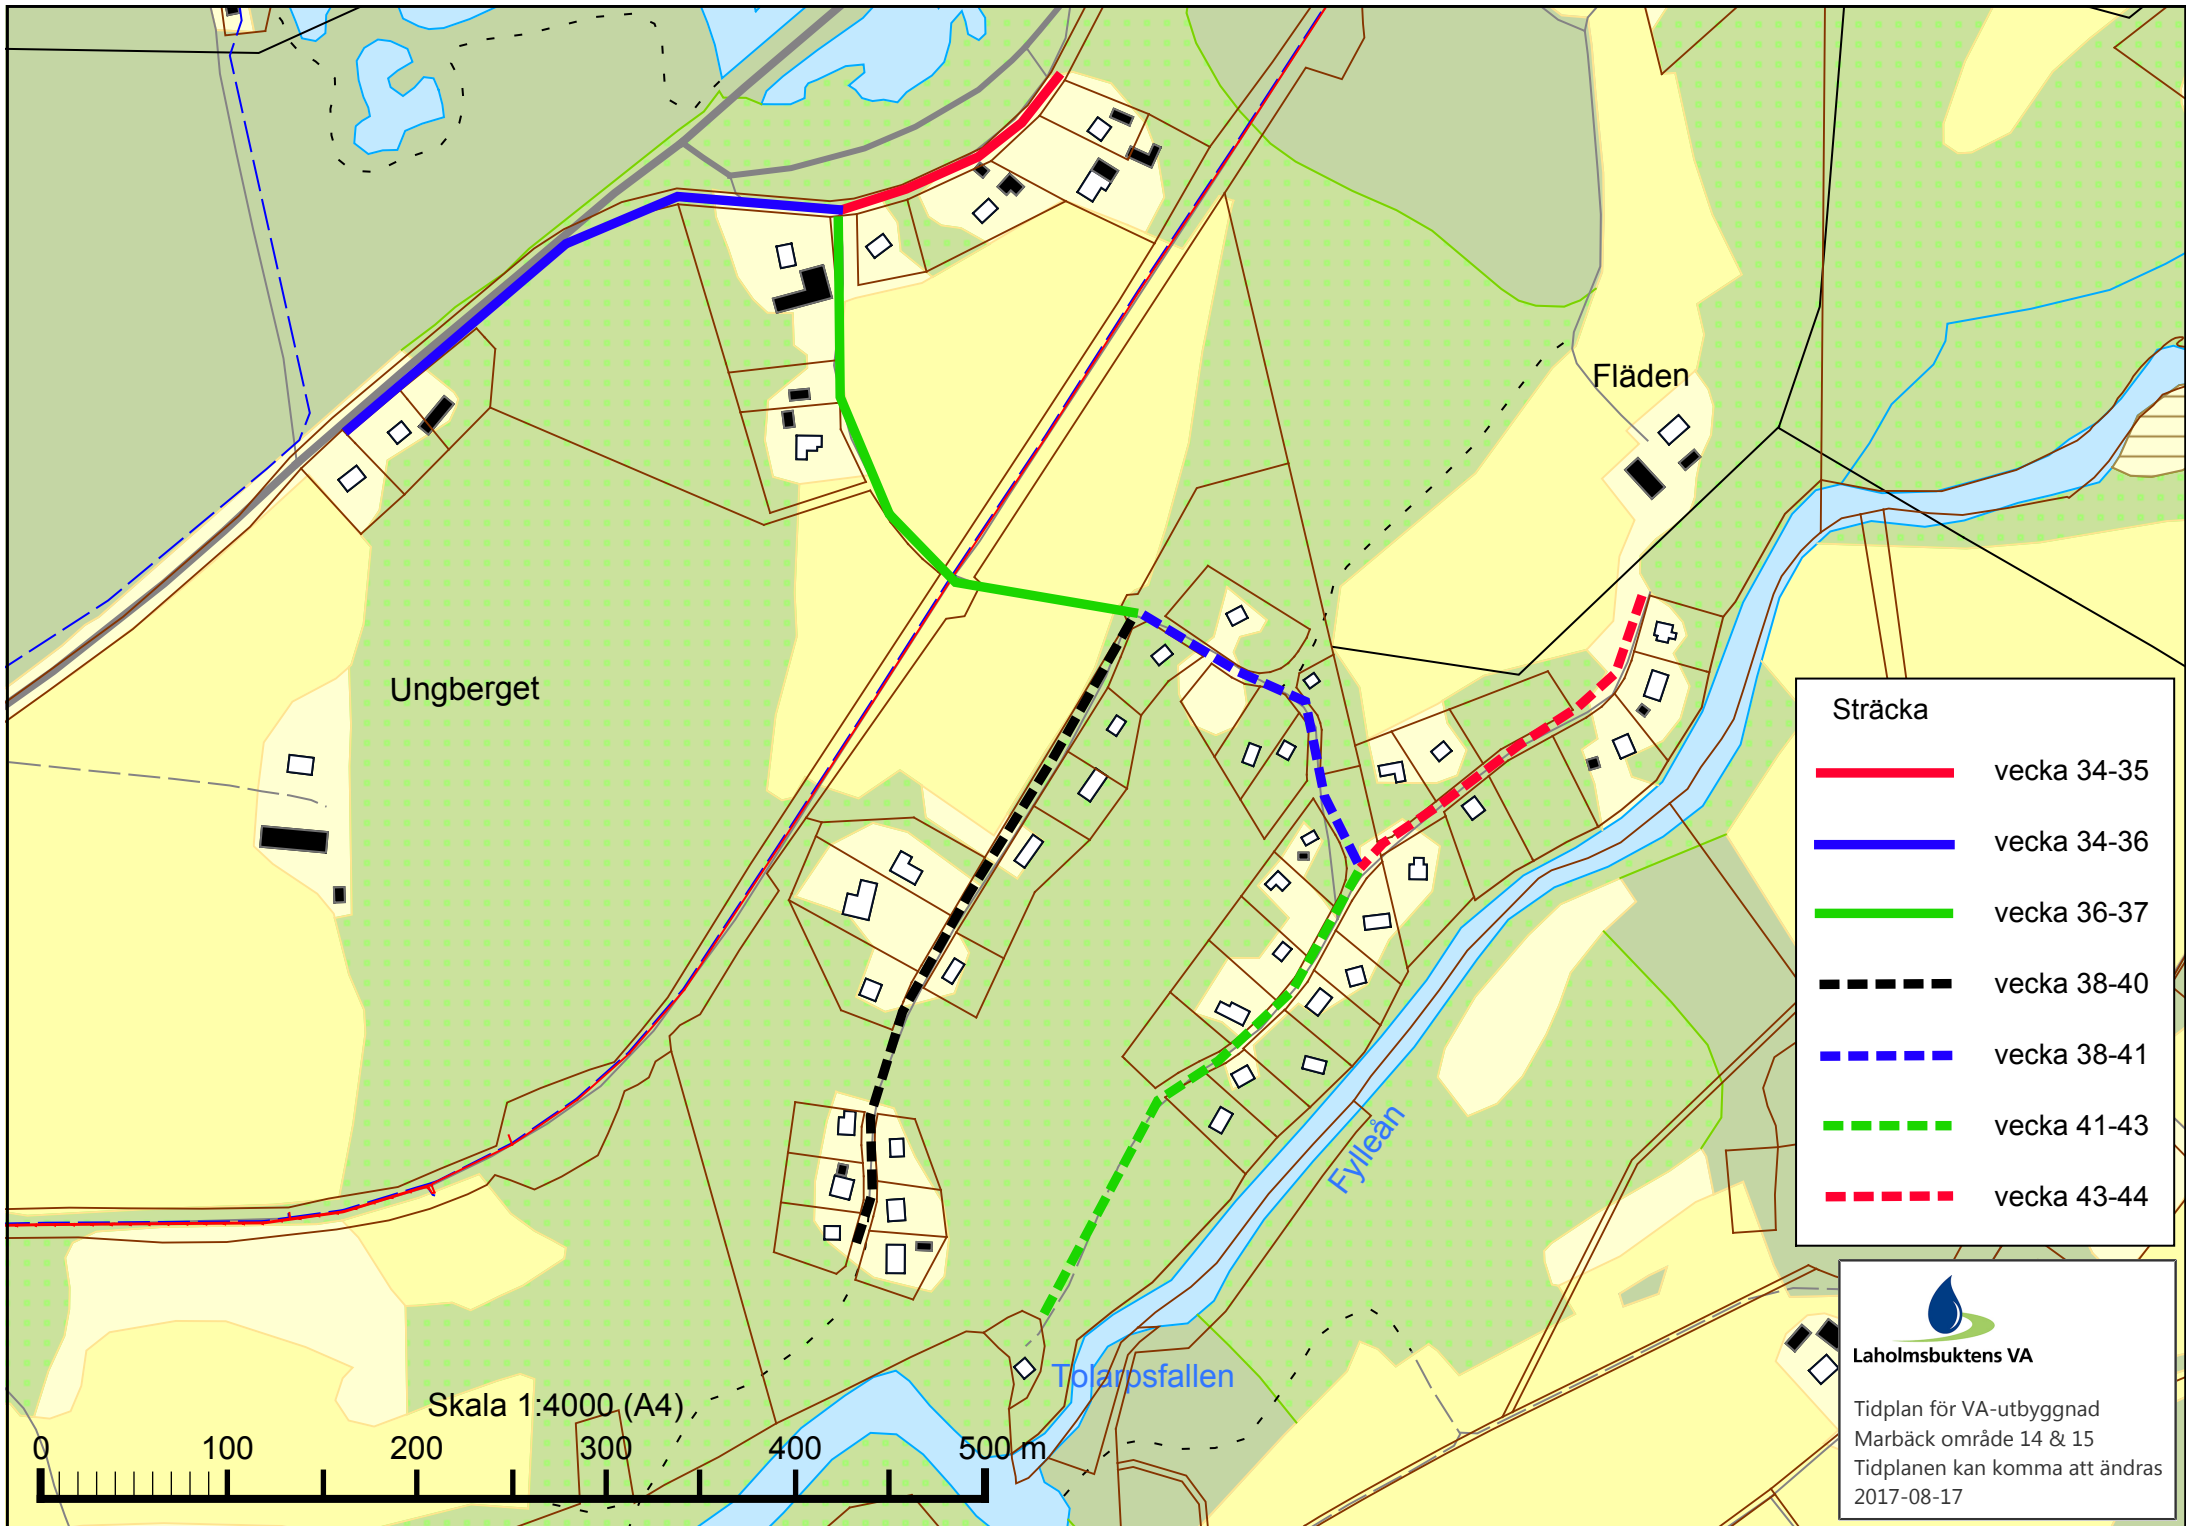 Fläden
Ungberget
Sträcka
vecka 34-35
vecka 34-36
vecka 36-37
vecka 38-40
vecka 38-41
vecka 41-43
vecka 43-44
Fylleån
Tolarpsfallen
Skala 1:4000 (A4)
0 100 200 300 400 500 m
Laholmsbuktens VA
Tidplan för VA-utbyggnad
Marbäck område 14 & 15
Tidplanen kan komma att ändras
2017-08-17